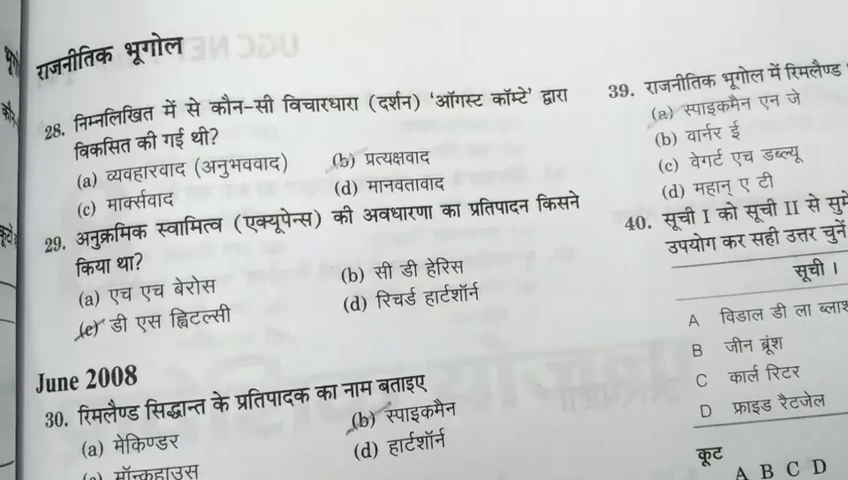 राजनीतिक भूगोल
28. निम्नलिखित में से कौन-सी विचारधारा (दर्शन) 'ऑगस्ट कॉम्टे' द्वारा
विकसित की गई थी?
(a) व्यवहारवाद (अनुभववाद) (b) प्रत्यक्षवाद
(c) मार्क्सवाद (d) मानवतावाद
29. अनुक्रमिक स्वामित्व (एक्यूपेन्स) की अवधारणा का प्रतिपादन किसने
किया था?
(a) एच एच बेरोस (b) सी डी हेरिस
(c) डी एस ह्विटल्सी (d) रिचर्ड हार्टशॉर्न
June 2008
30. रिमलैण्ड सिद्धान्त के प्रतिपादक का नाम बताइए
(a) मेकिण्डर (b) स्पाइकमैन
(c) मॉन्कहाउस (d) हार्टशॉर्न
39. राजनीतिक भूगोल में रिमलैण्ड
(a) स्पाइकमैन एन जे
(b) वार्नर ई
(c) वेगर्ट एच डब्ल्यू
(d) महान् ए टी
40. सूची I को सूची II से
उपयोग कर सही उत्तर चुनें
सूची I
A विडाल डी ला
B जीन ब्रूंश
C कार्ल रिटर
D फ्राइड रैटजेल
कूट
A B C D